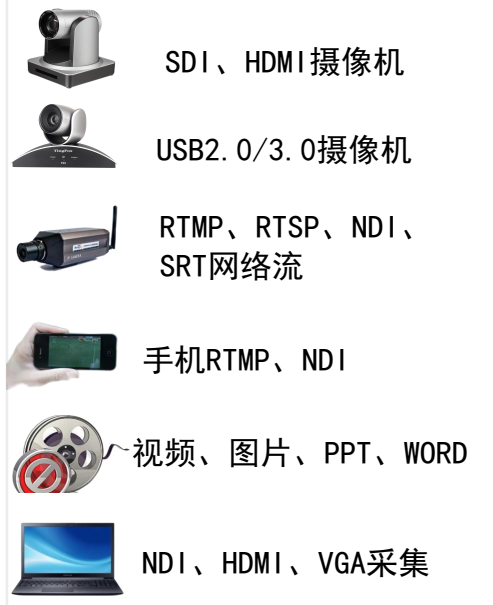 SDI、HDMI摄像机
USB2.0/3.0摄像机
RTMP、RTSP、NDI、
SRT网络流
手机RTMP、NDI
视频、图片、PPT、WORD
NDI、HDMI、VGA采集